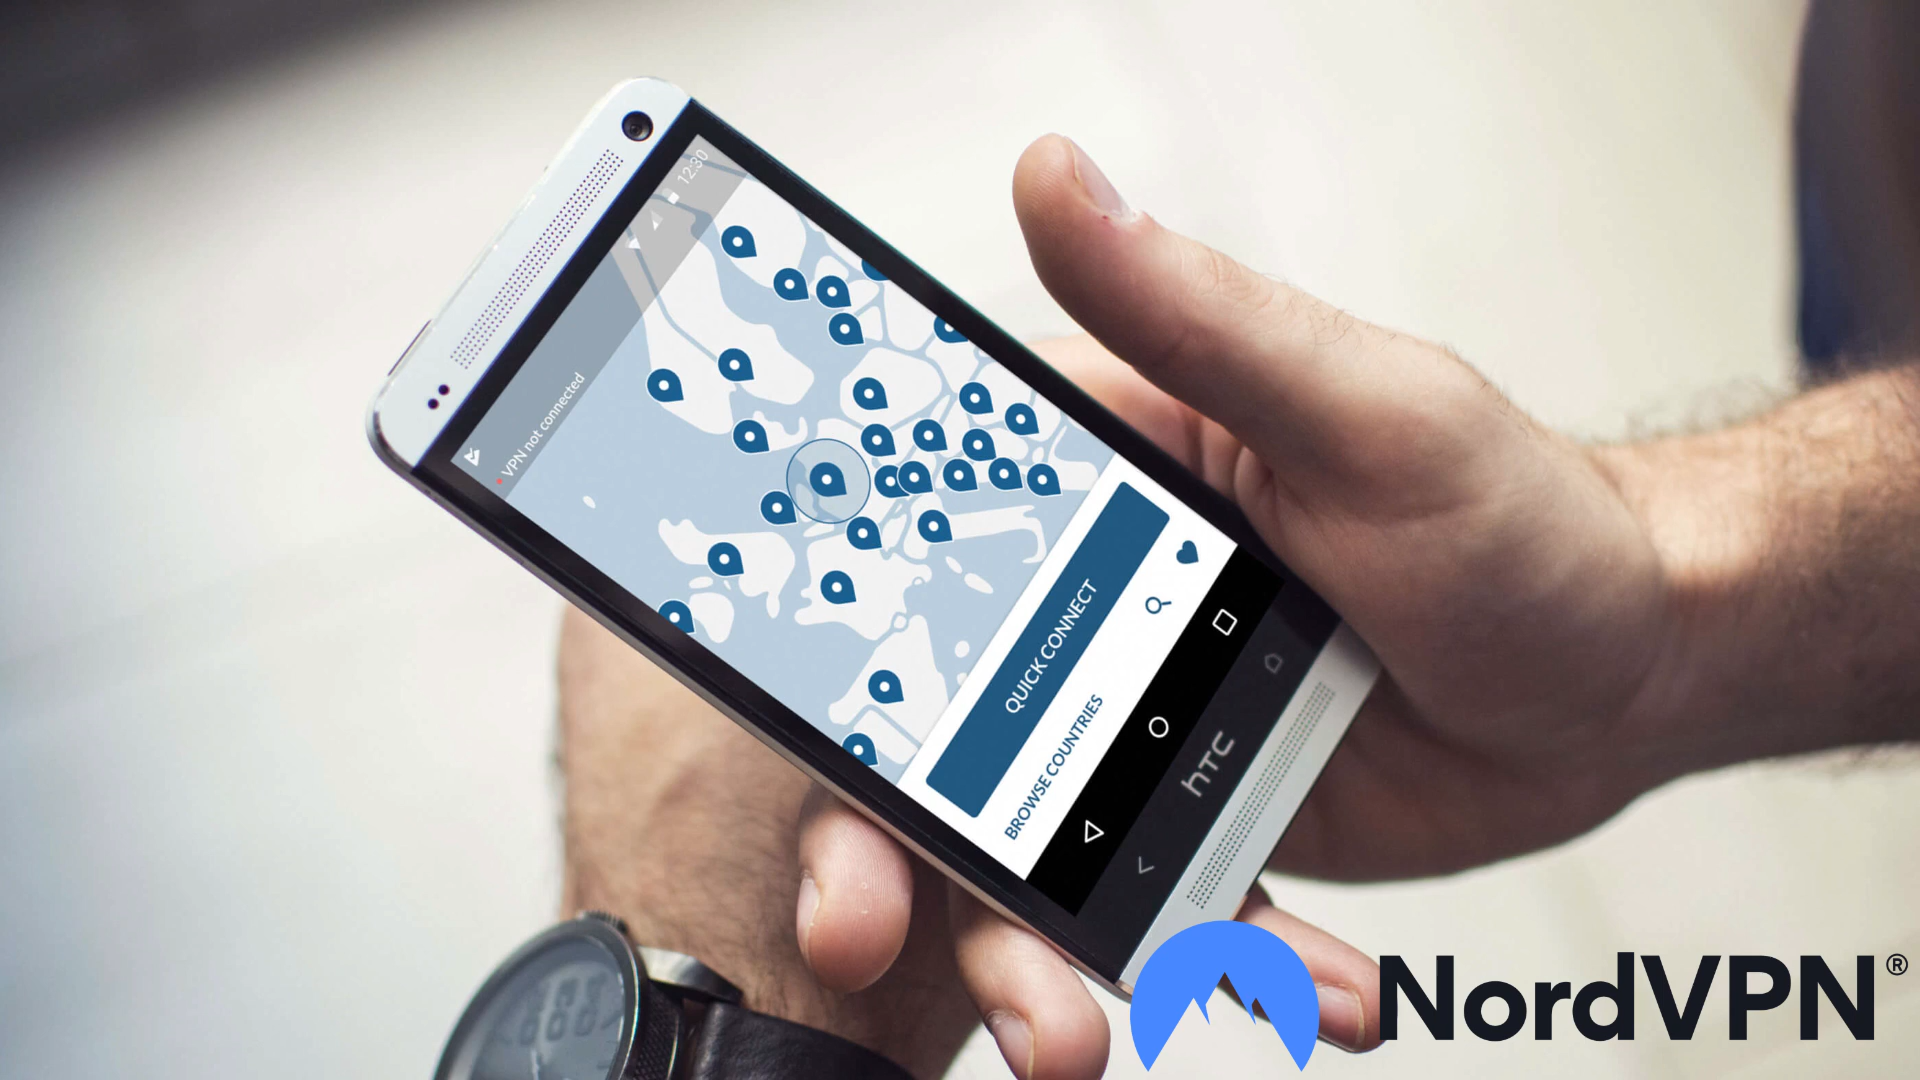 12:30
VPN not connected
QUICK CONNECT
BROWSE COUNTRIES
hTC
NordVPN®